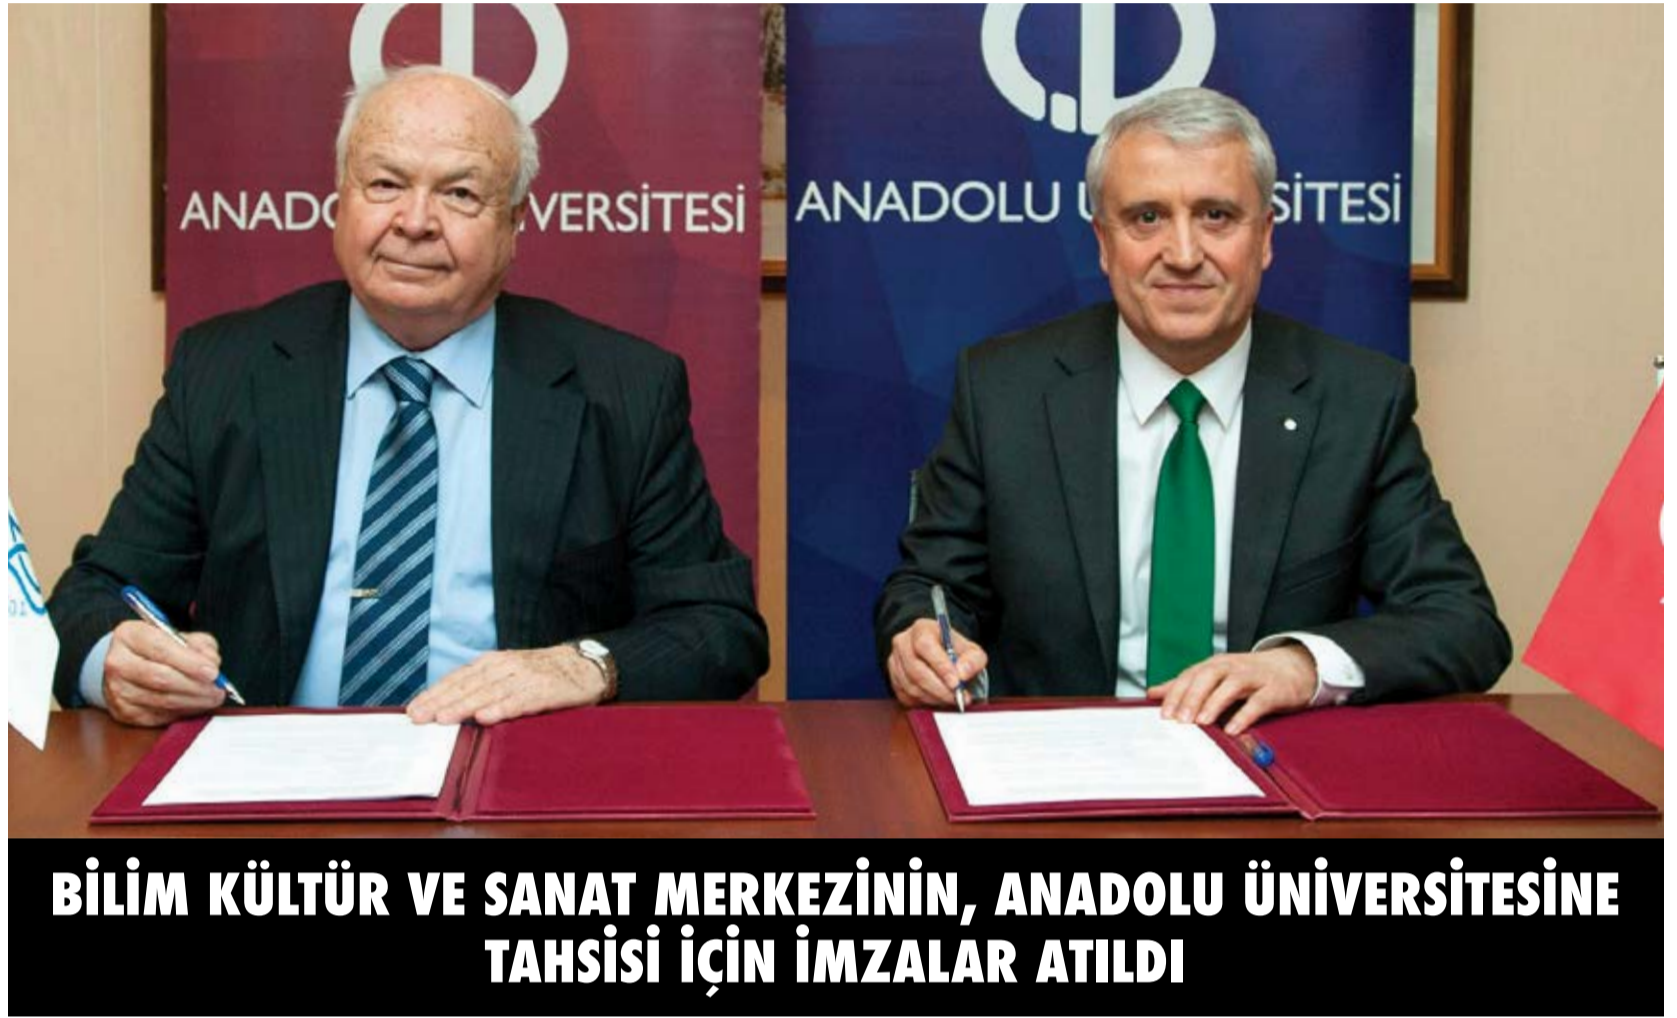 ANADO VERSİTESİ
ANADOLU Ü SİTESİ
BİLİM KÜLTÜR VE SANAT MERKEZİNİN, ANADOLU ÜNİVERSİTESİNE
TAHSİSİ İÇİN İMZALAR ATILDI